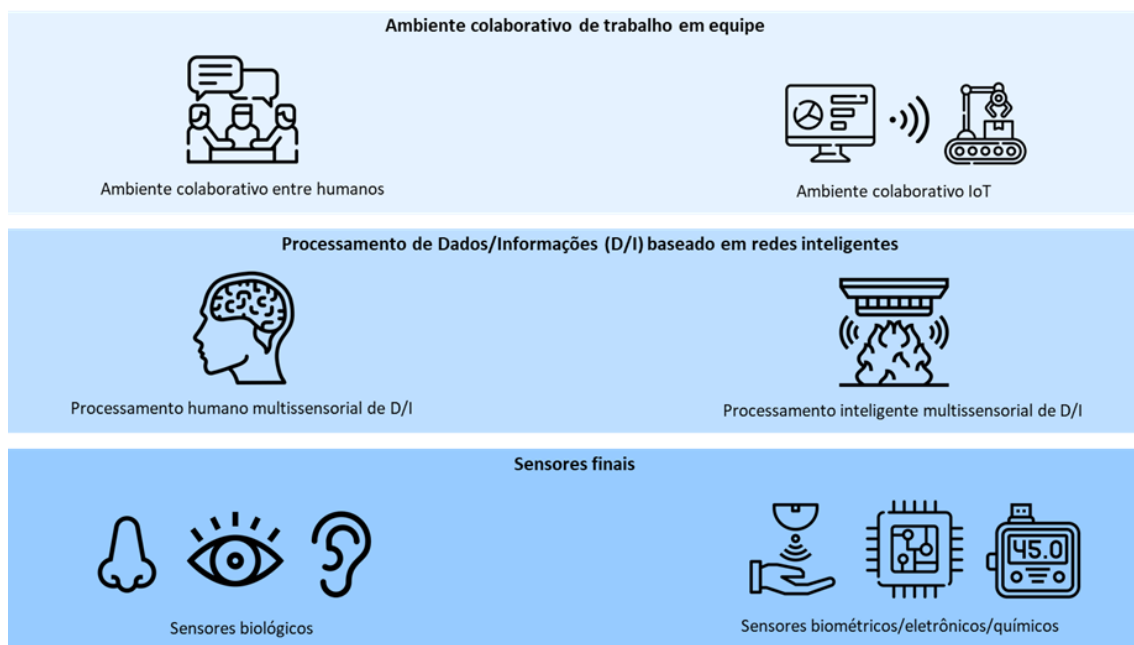 Ambiente colaborativo de trabalho em equipe
Ambiente colaborativo entre humanos
Ambiente colaborativo IoT
Processamento de Dados/Informações (D/I) baseado em redes inteligentes
Processamento humano multissensorial de D/I
Processamento inteligente multissensorial de D/I
Sensores finais
45.0
Sensores biológicos
Sensores biométricos/eletrônicos/químicos